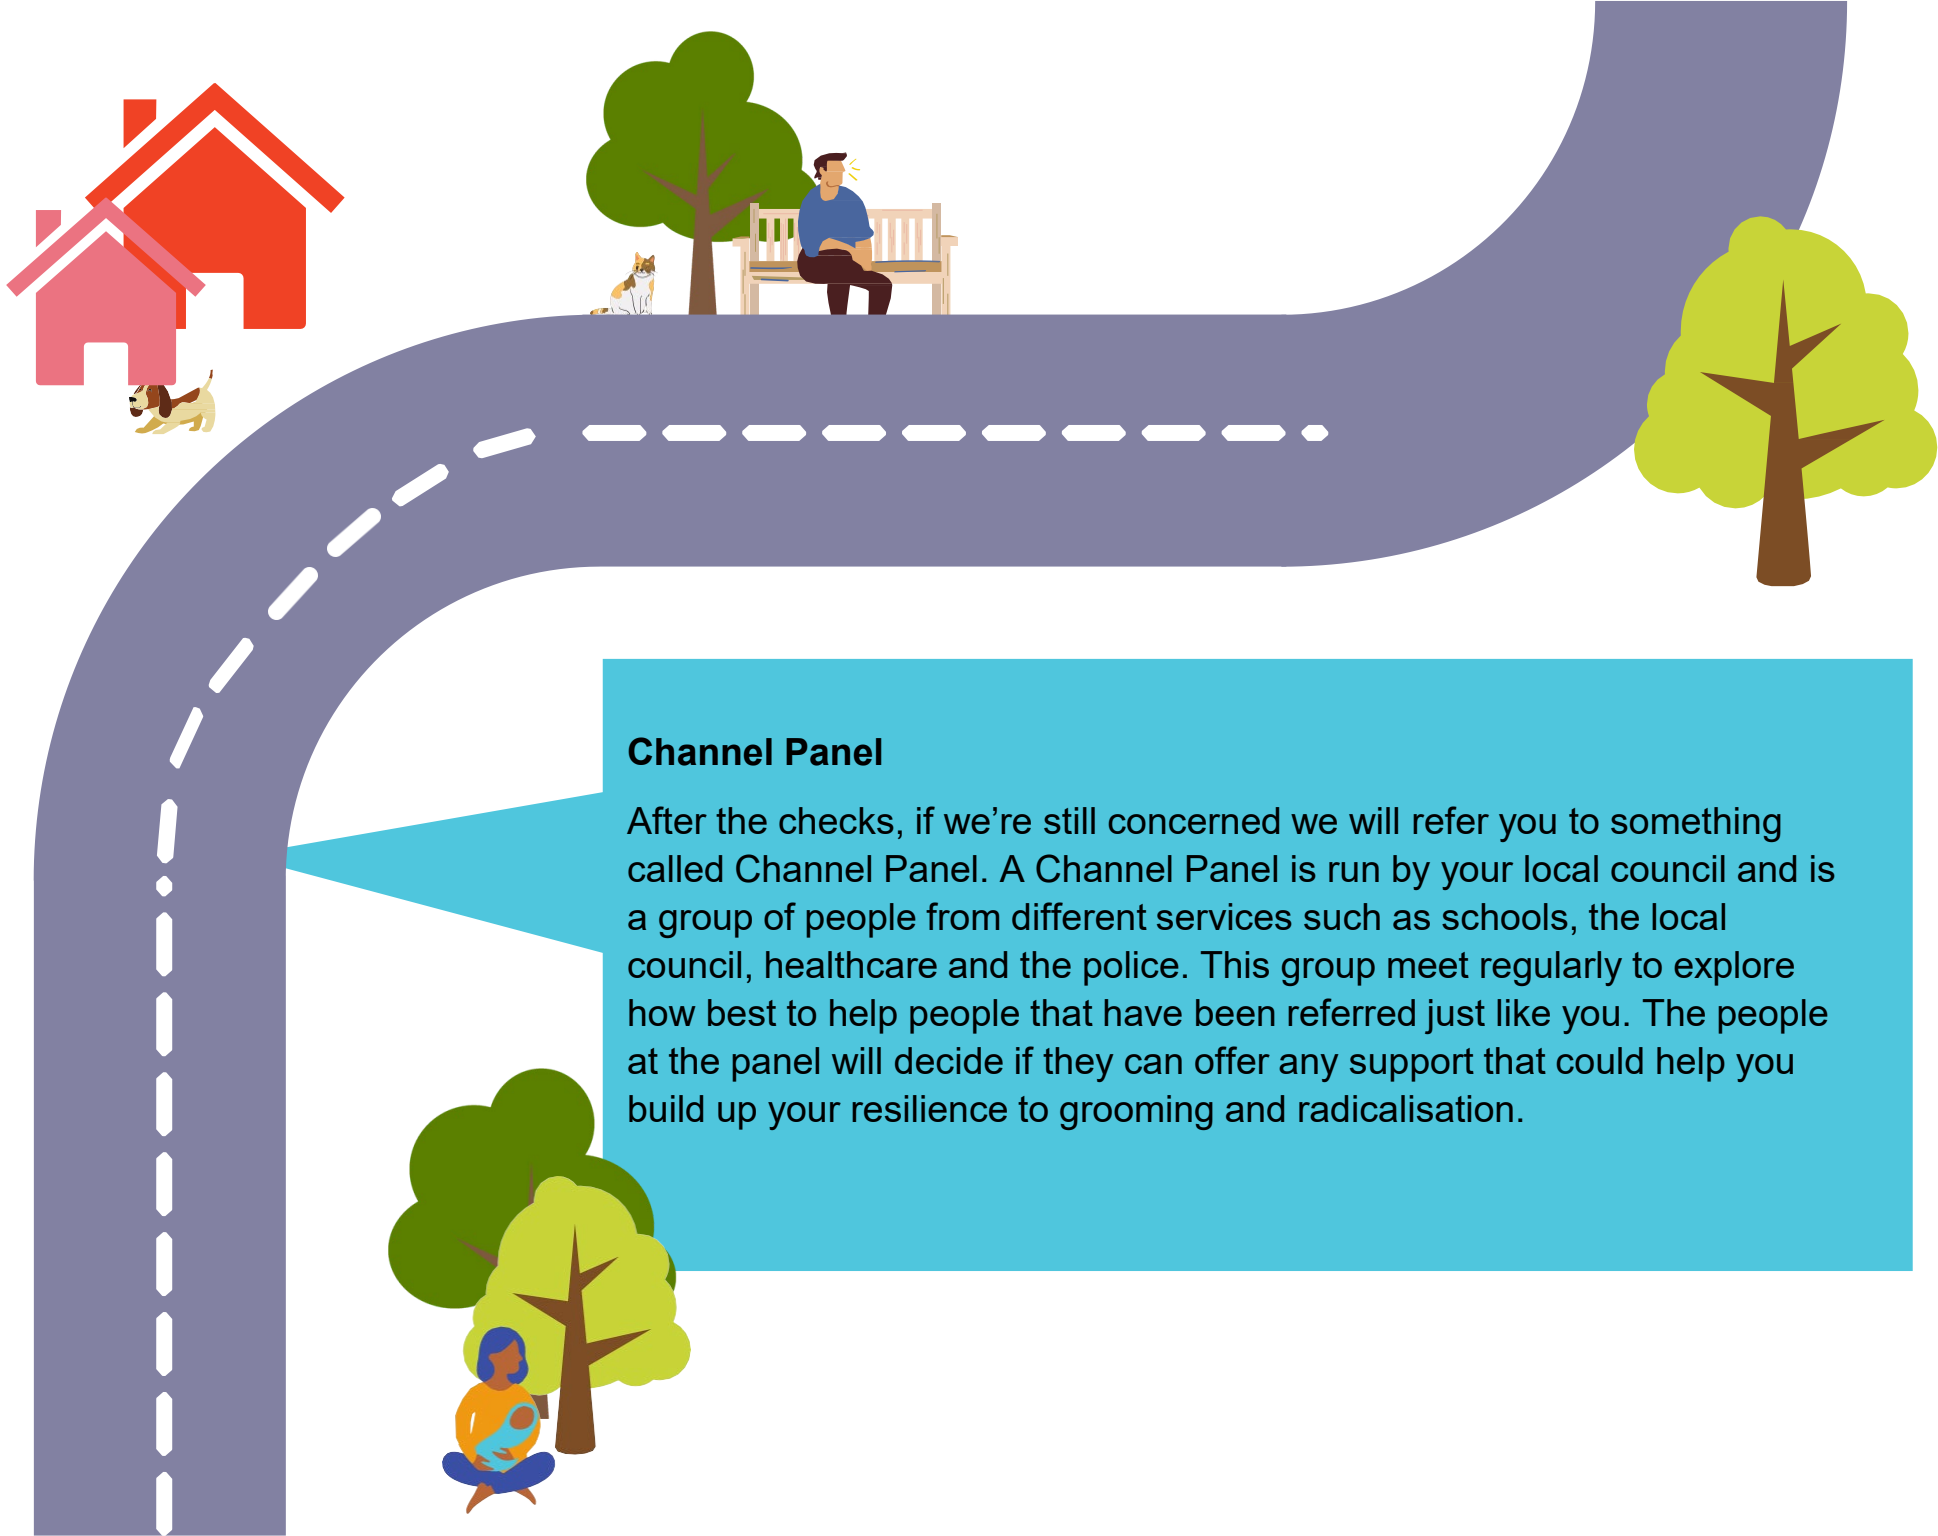 Channel Panel
After the checks, if we’re still concerned we will refer you to something
called Channel Panel. A Channel Panel is run by your local council and is
a group of people from different services such as schools, the local
council, healthcare and the police. This group meet regularly to explore
how best to help people that have been referred just like you. The people
at the panel will decide if they can offer any support that could help you
build up your resilience to grooming and radicalisation.